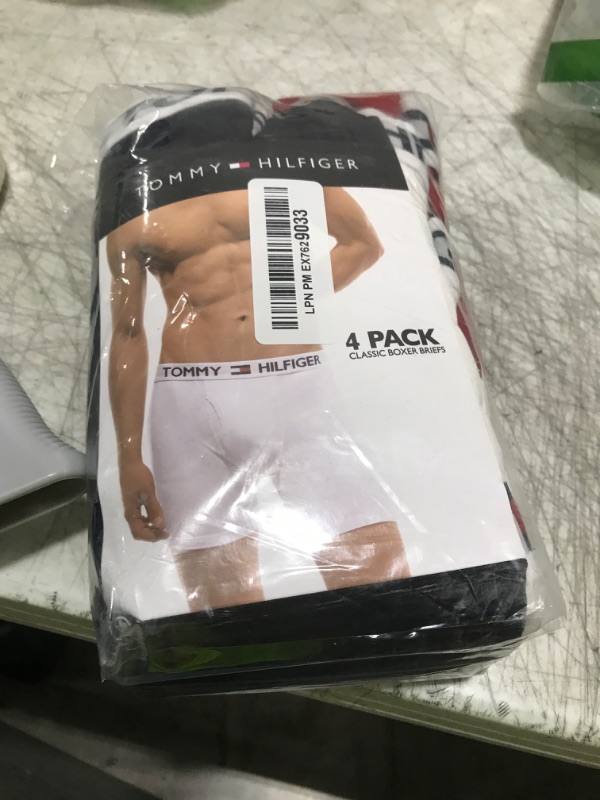 TOMMY HILFIGER
LPN PM EX7629033
4 PACK
CLASSIC BOXER BRIEFS
TOMMY HILFIGER